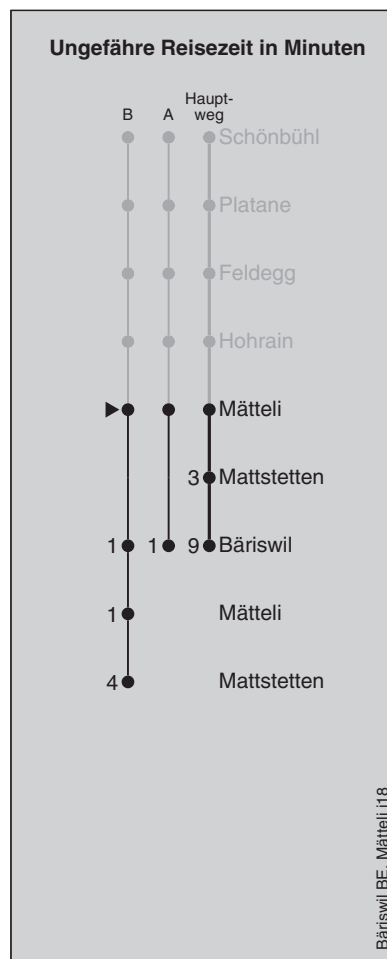 Ungefähre Reisezeit in Minuten
B A Haupt-
weg
Schönbühl
Platane
Feldegg
Hohrain
Mätteli
3 Mattstetten
1 1 9 Bäriswil
1 Mätteli
4 Mattstetten
Bäriswil BE, Mätteli j18